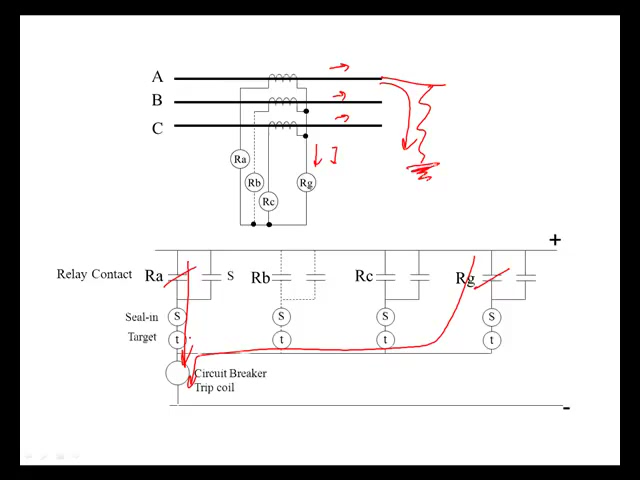 A
B
C
Ra
Rb
Rc
Rg
I
+
Relay Contact Ra S Rb Rc Rg
Seal-in S S S S
Target t t t t
Circuit Breaker
Trip coil
-